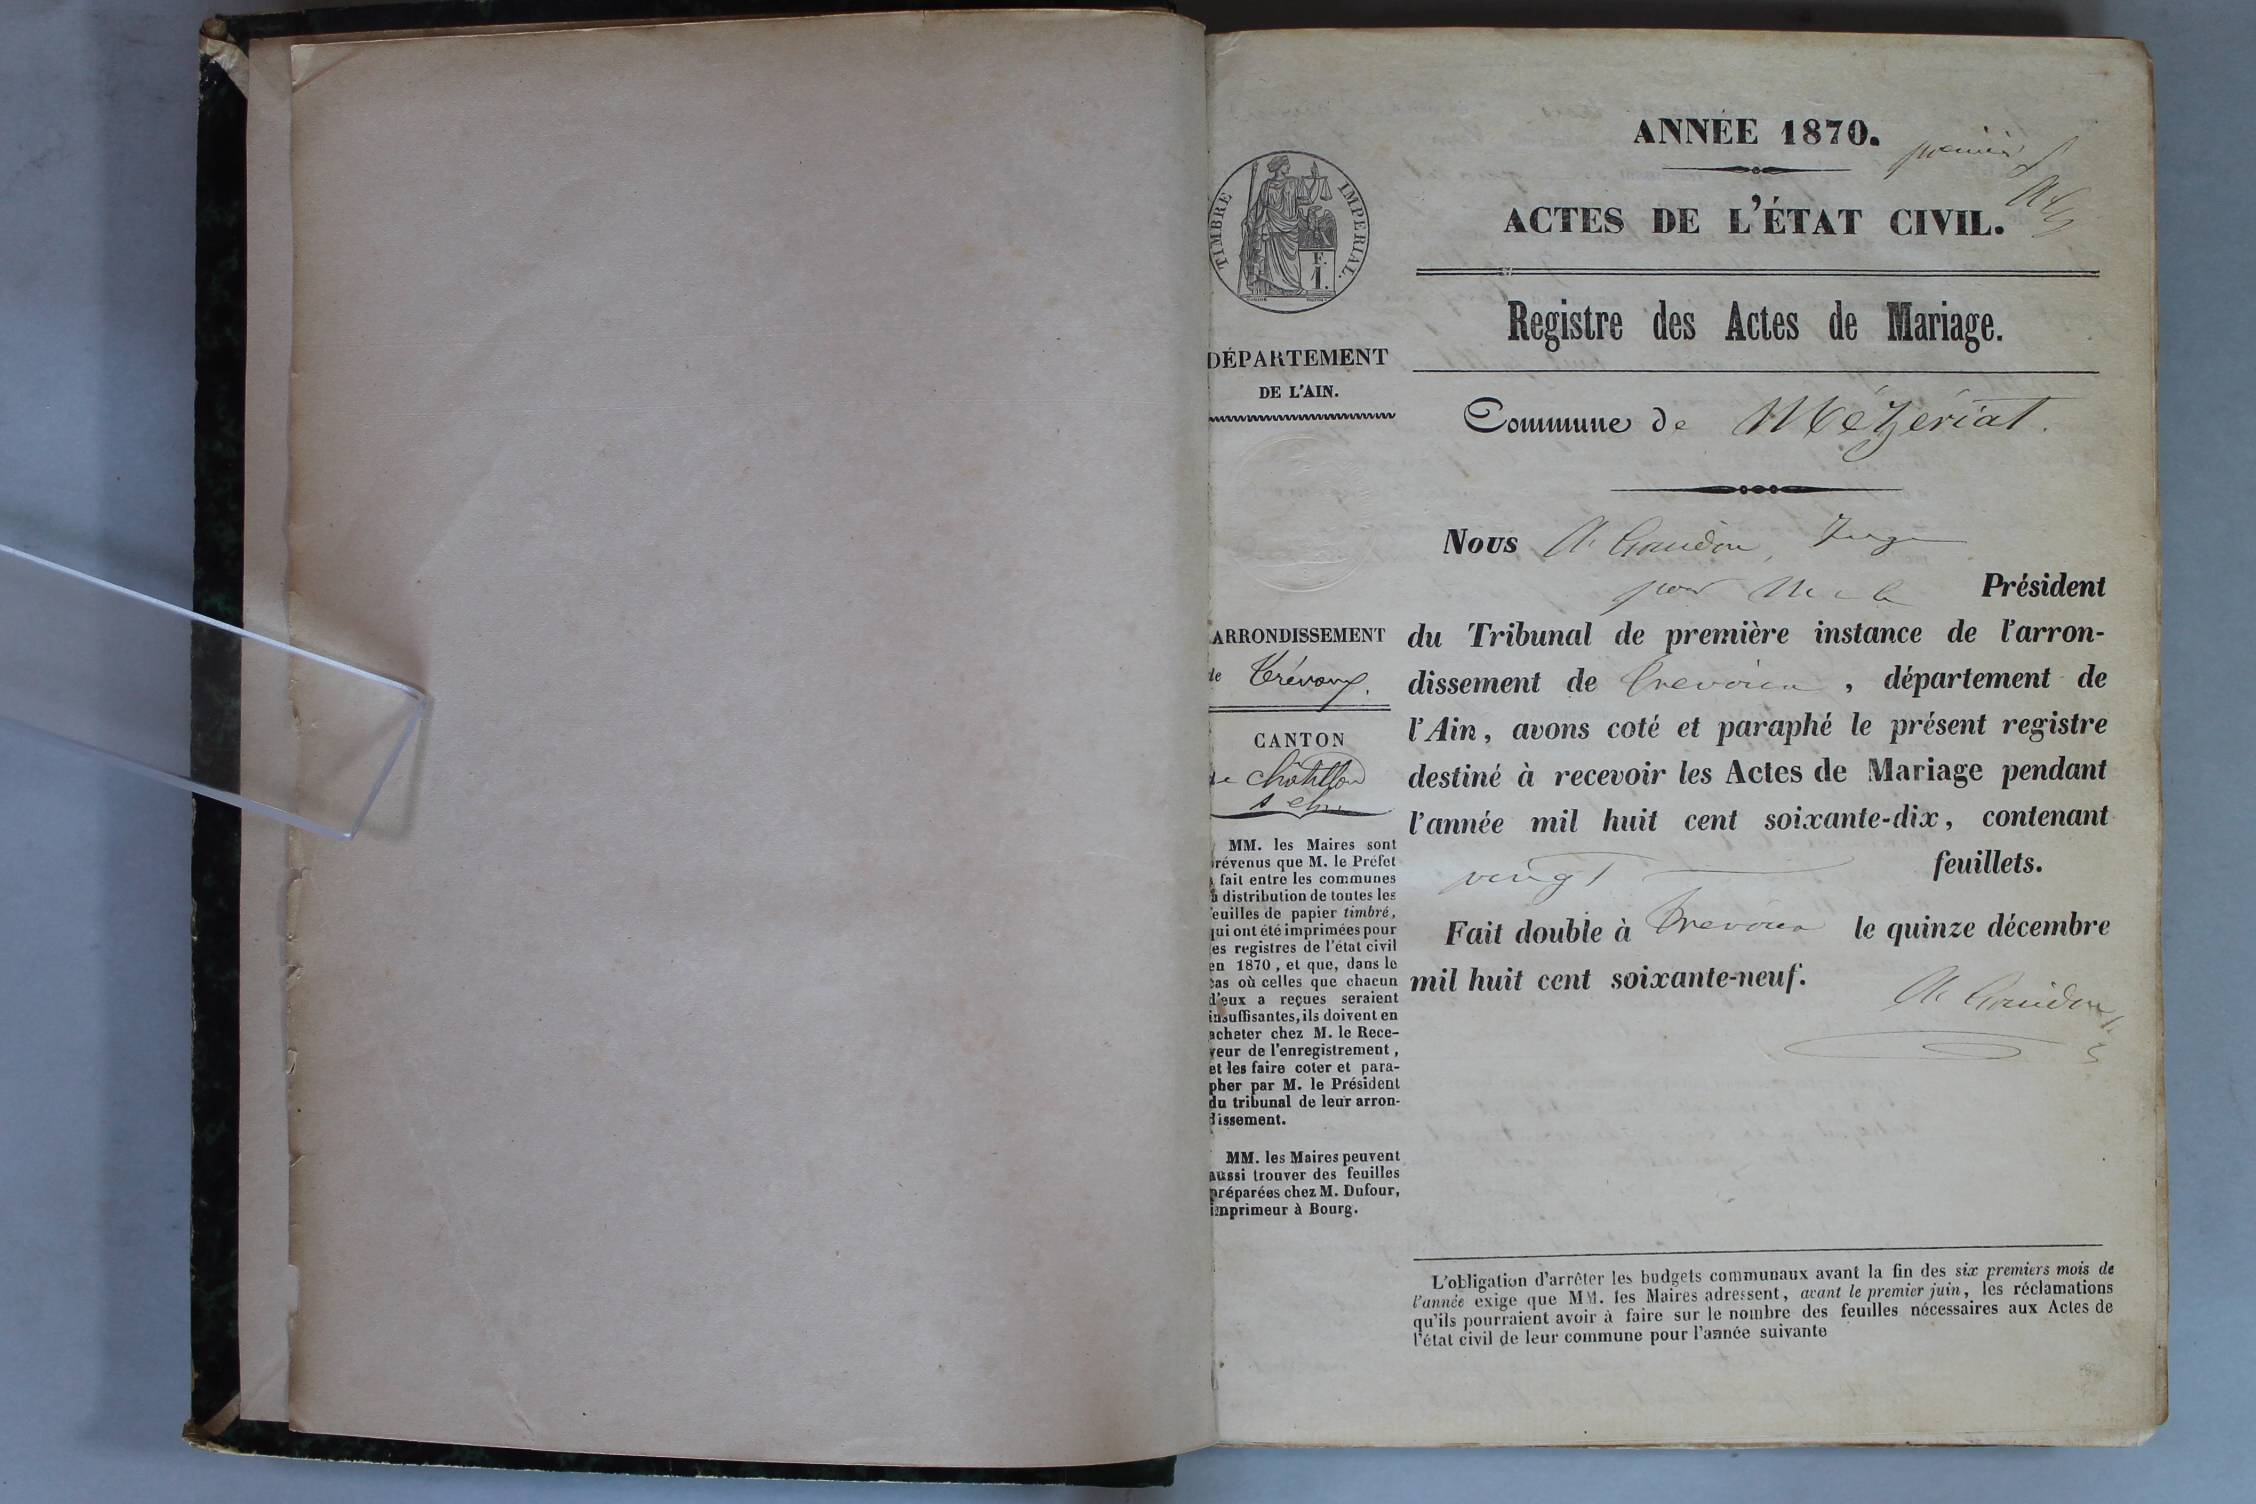 ANNÉE 1870.
premier f
ACTES DE L'ÉTAT CIVIL.
TIMBRE IMPERIAL.
F.
1.
Registre des Actes de Mariage.
DÉPARTEMENT
DE L'AIN.
Commune de Mézériat.
Nous
Juge
pour
Président
du Tribunal de première instance de l'arron-
dissement de Trevoux, département de
l'Ain, avons coté et paraphé le présent registre
destiné à recevoir les Actes de Mariage pendant
l'année mil huit cent soixante-dix, contenant
vingt feuillets.
Fait double à Trevoux le quinze décembre
mil huit cent soixante-neuf.
ARRONDISSEMENT
de Trévoux.
CANTON
de Châtillon
MM. les Maires sont
révenus que M. le Préfet
fait entre les communes
a distribution de toutes les
euilles de papier timbré,
qui ont été imprimées pour
es registres de l'état civil
en 1870, et que, dans le
cas où celles que chacun
d'eux a reçues seraient
insuffisantes, ils doivent en
acheter chez M. le Rece-
veur de l'enregistrement,
et les faire coter et para-
pher par M. le Président
du tribunal de leur arron-
dissement.
MM. les Maires peuvent
aussi trouver des feuilles
préparées chez M. Dufour,
imprimeur à Bourg.
L'obligation d'arrêter les budgets communaux avant la fin des six premiers mois de
l'année exige que MM. les Maires adressent, avant le premier juin, les réclamations
qu'ils pourraient avoir à faire sur le nombre des feuilles nécessaires aux Actes de
l'état civil de leur commune pour l'année suivante